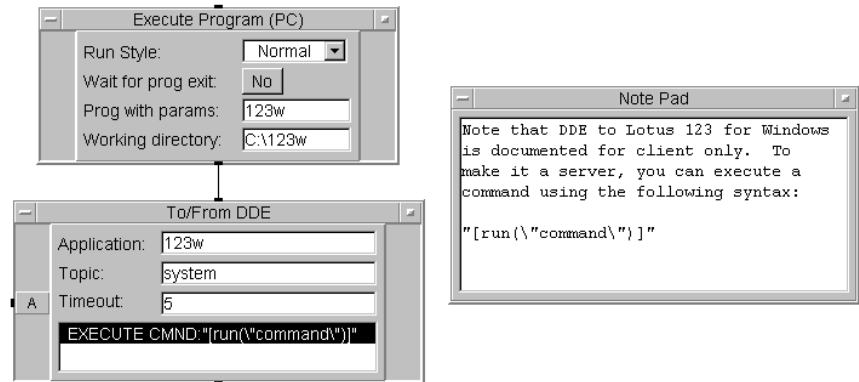 Execute Program (PC)
Run Style: Normal
Wait for prog exit: No
Prog with params: 123w
Working directory: C:\123w
To/From DDE
Application: 123w
Topic: system
A Timeout: 5
EXECUTE CMND:"[run(\"command\")]"
Note Pad
Note that DDE to Lotus 123 for Windows
is documented for client only.  To
make it a server, you can execute a
command using the following syntax:
"[run(\"command\")]"